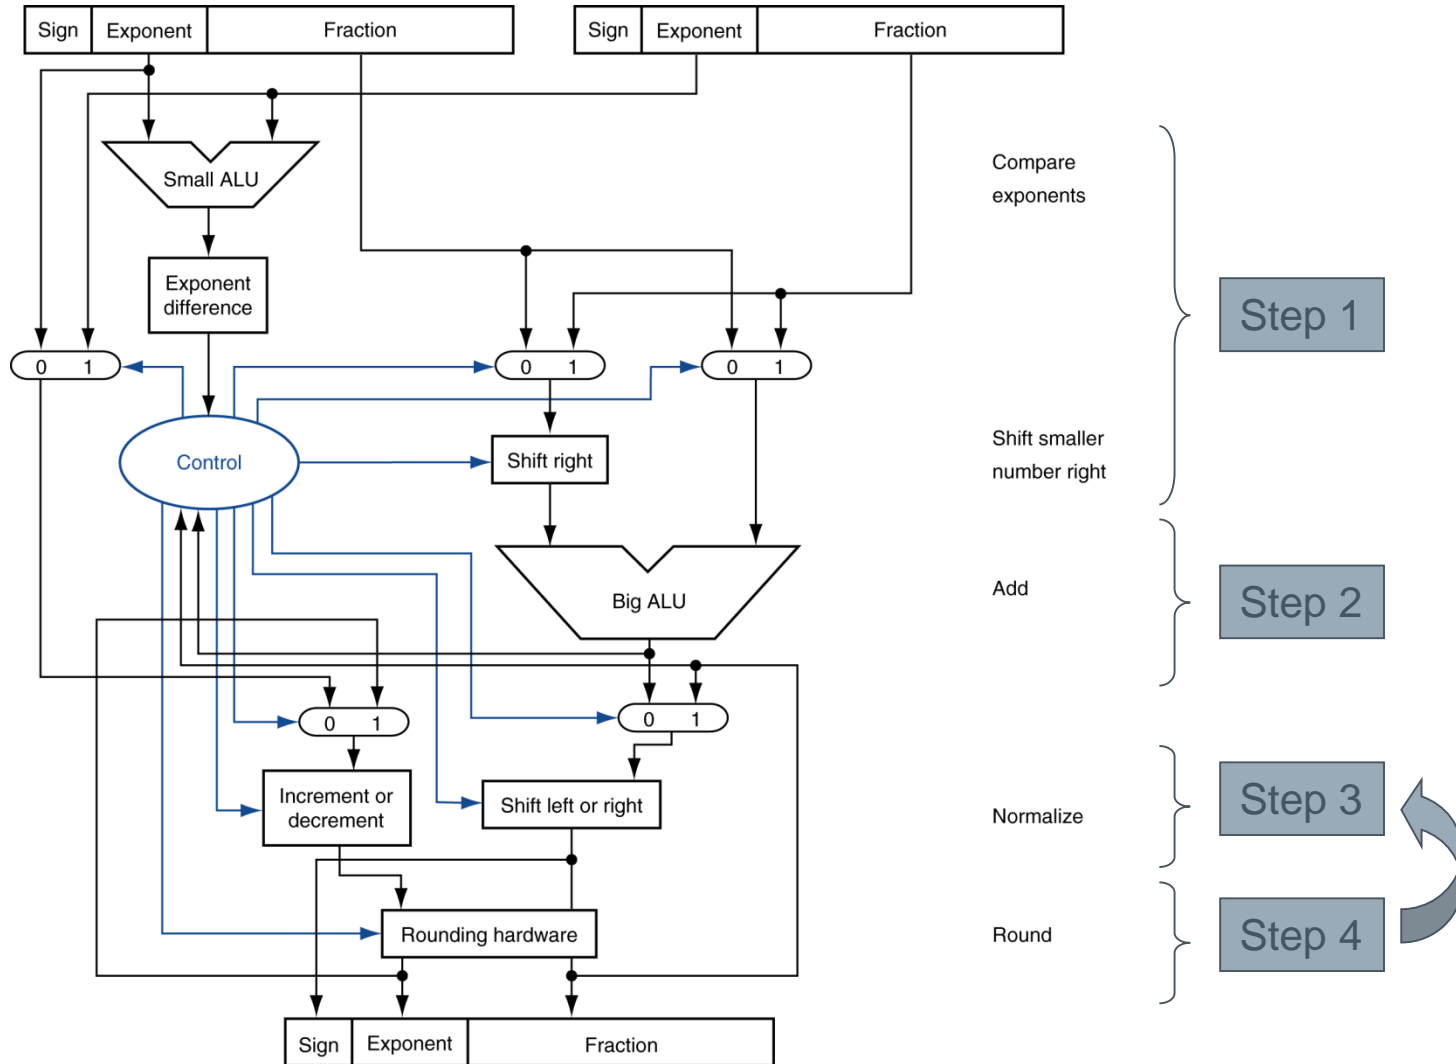 Sign Exponent Fraction
Sign Exponent Fraction
Small ALU
Compare
exponents
Exponent
difference
Step 1
0 1
0 1
0 1
Control
Shift right
Shift smaller
number right
Big ALU
Add
Step 2
0 1
0 1
Increment or
decrement
Shift left or right
Normalize
Step 3
Rounding hardware
Round
Step 4
Sign Exponent Fraction